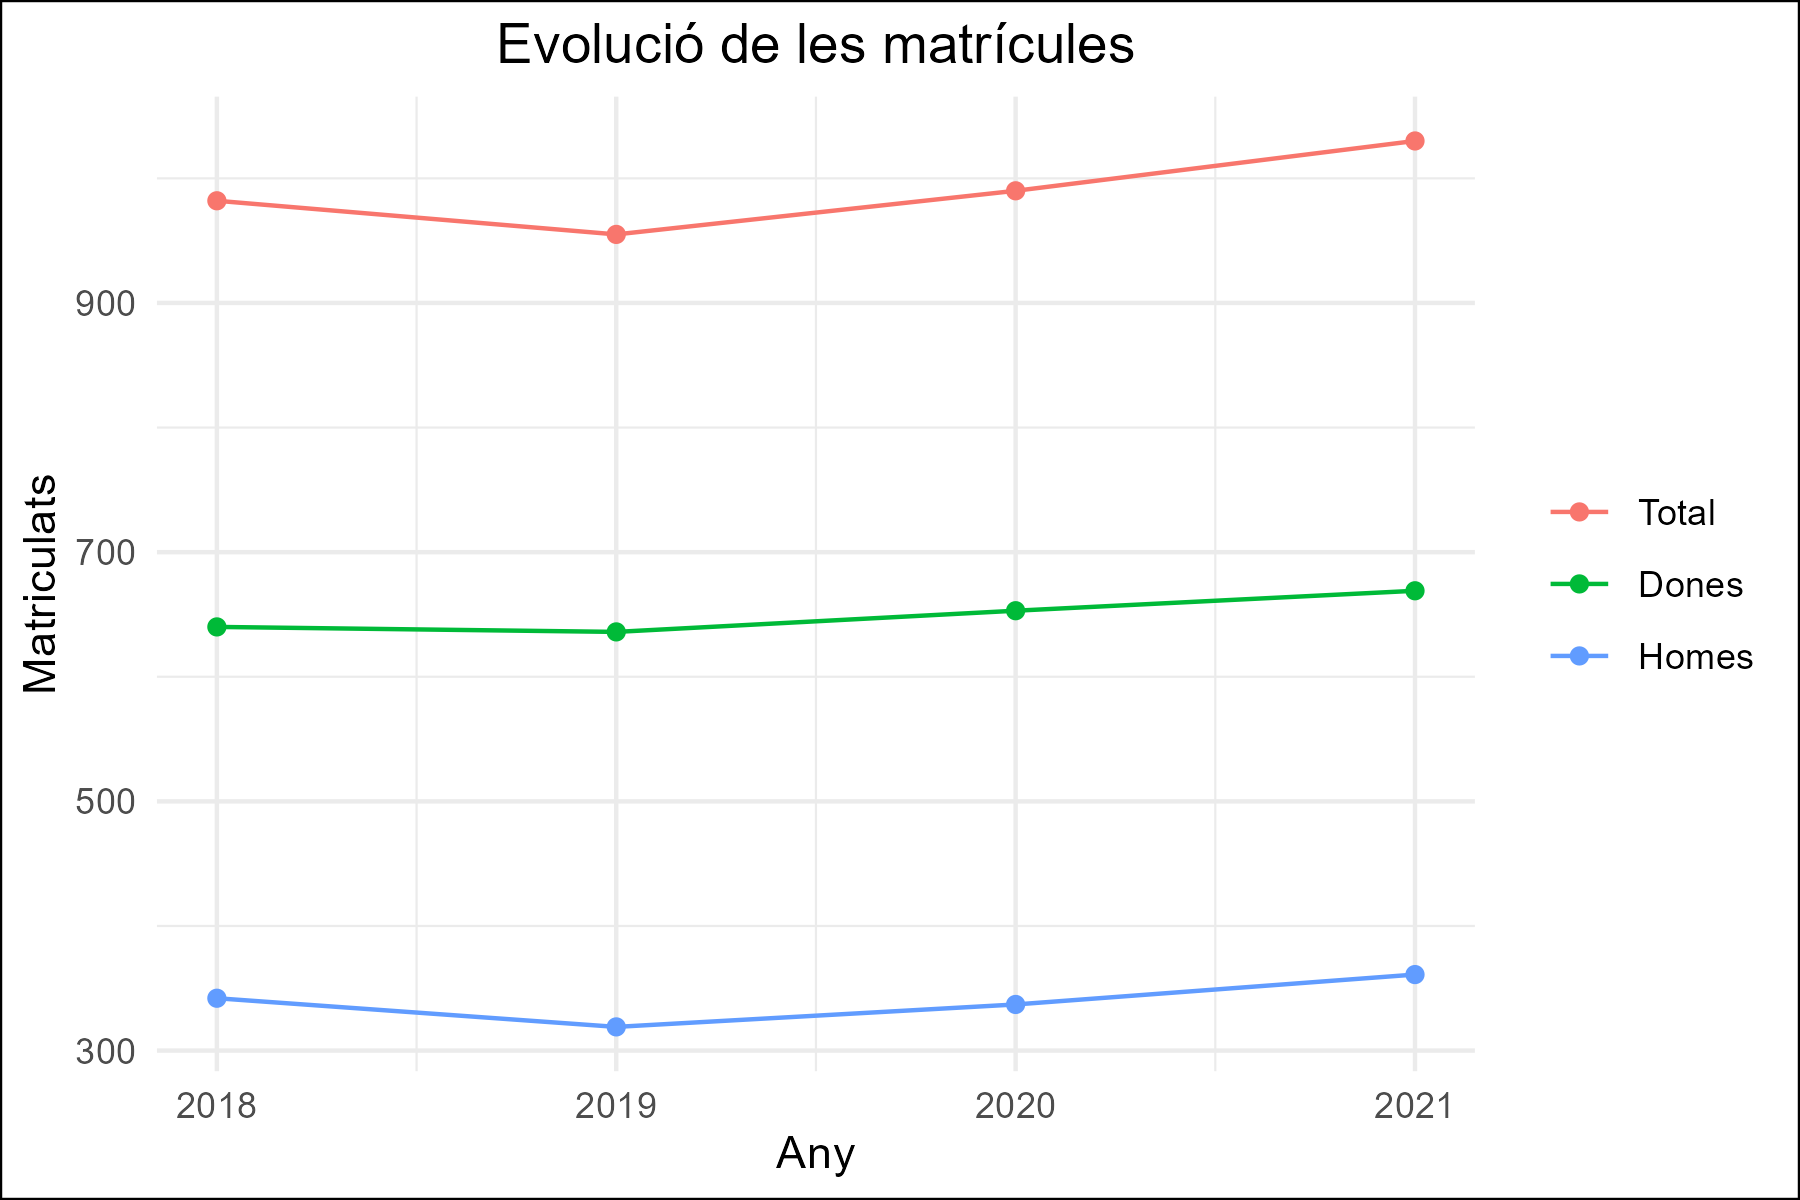 Evolució de les matrícules
Matriculats
900
700
500
300
2018 2019 2020 2021
Any
Total
Dones
Homes